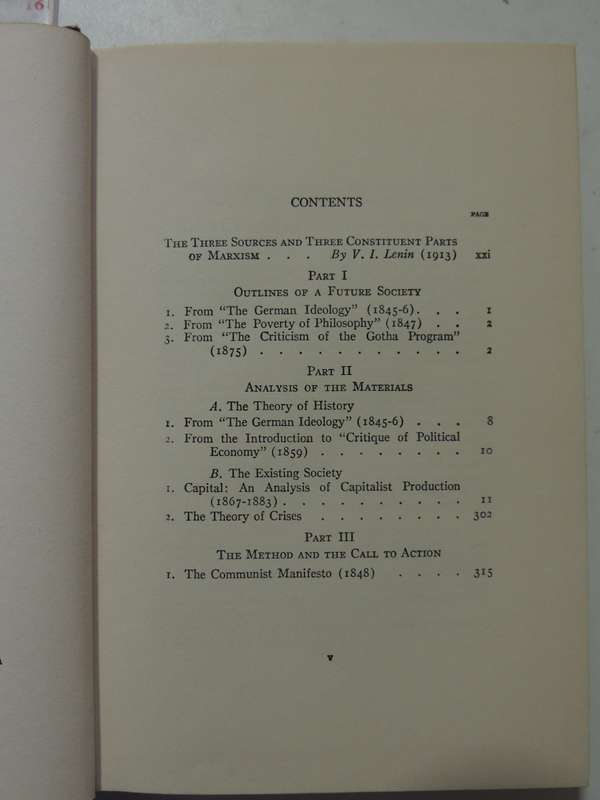 16
CONTENTS
PAGE
THE THREE SOURCES AND THREE CONSTITUENT PARTS
OF MARXISM . . . By V. I. Lenin (1913) xxi
PART I
OUTLINES OF A FUTURE SOCIETY
1. From "The German Ideology" (1845-6). . . 1
2. From "The Poverty of Philosophy" (1847) . . 2
3. From "The Criticism of the Gotha Program"
(1875) . . . . . . . . . . . 2
PART II
ANALYSIS OF THE MATERIALS
A. The Theory of History
1. From "The German Ideology" (1845-6) . . . 8
2. From the Introduction to "Critique of Political
Economy" (1859) . . . . . . . . 10
B. The Existing Society
1. Capital: An Analysis of Capitalist Production
(1867-1883) . . . . . . . . . . 11
2. The Theory of Crises . . . . . . . . 302
PART III
THE METHOD AND THE CALL TO ACTION
1. The Communist Manifesto (1848) . . . . 315
v